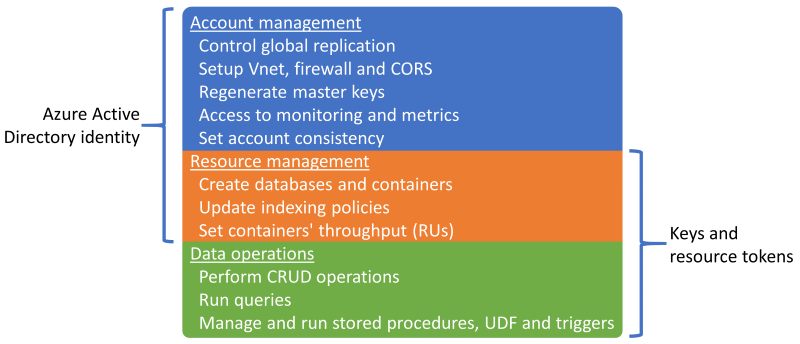 Account management
Control global replication
Setup Vnet, firewall and CORS
Regenerate master keys
Access to monitoring and metrics
Set account consistency
Azure Active
Directory identity
Resource management
Create databases and containers
Update indexing policies
Set containers' throughput (RUs)
Keys and
resource tokens
Data operations
Perform CRUD operations
Run queries
Manage and run stored procedures, UDF and triggers